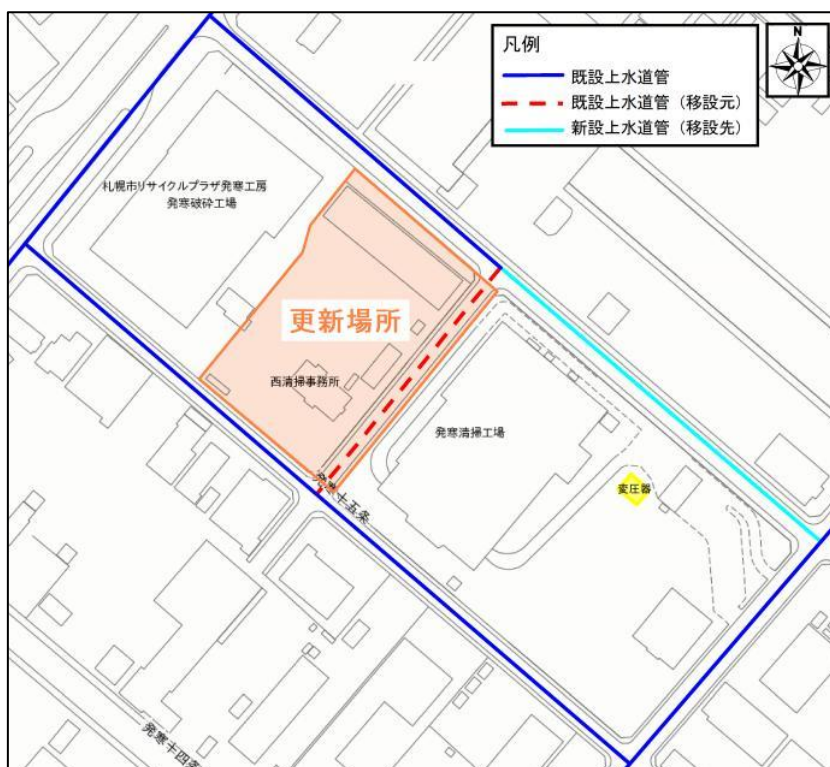 凡例
N
既設上水道管
既設上水道管（移設元）
新設上水道管（移設先）
札幌市リサイクルプラザ発寒工房
発寒破砕工場
更新場所
西清掃事務所
発寒清掃工場
変圧器
発寒十五条
発寒十四条